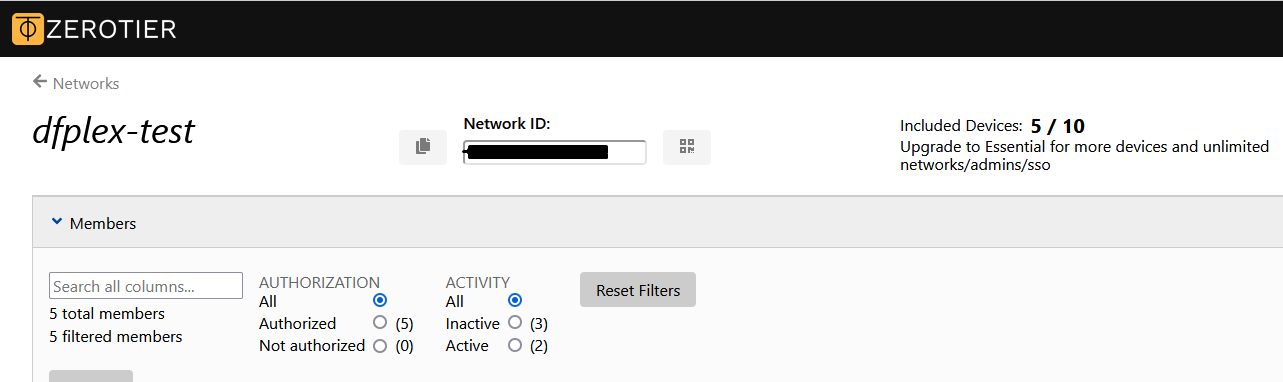 ZEROTIER
Networks
dfplex-test
Network ID:
Included Devices: 5 / 10
Upgrade to Essential for more devices and unlimited
networks/admins/sso
Members
Search all columns...
5 total members
5 filtered members
AUTHORIZATION
All
Authorized (5)
Not authorized (0)
ACTIVITY
All
Inactive (3)
Active (2)
Reset Filters